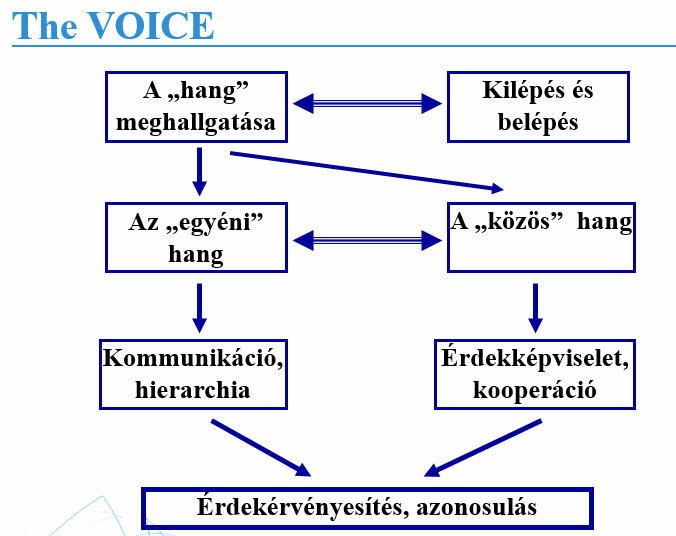 The VOICE
A „hang”
meghallgatása
Kilépés és
belépés
Az „egyéni”
hang
A „közös” hang
Kommunikáció,
hierarchia
Érdekképviselet,
kooperáció
Érdekérvényesítés, azonosulás